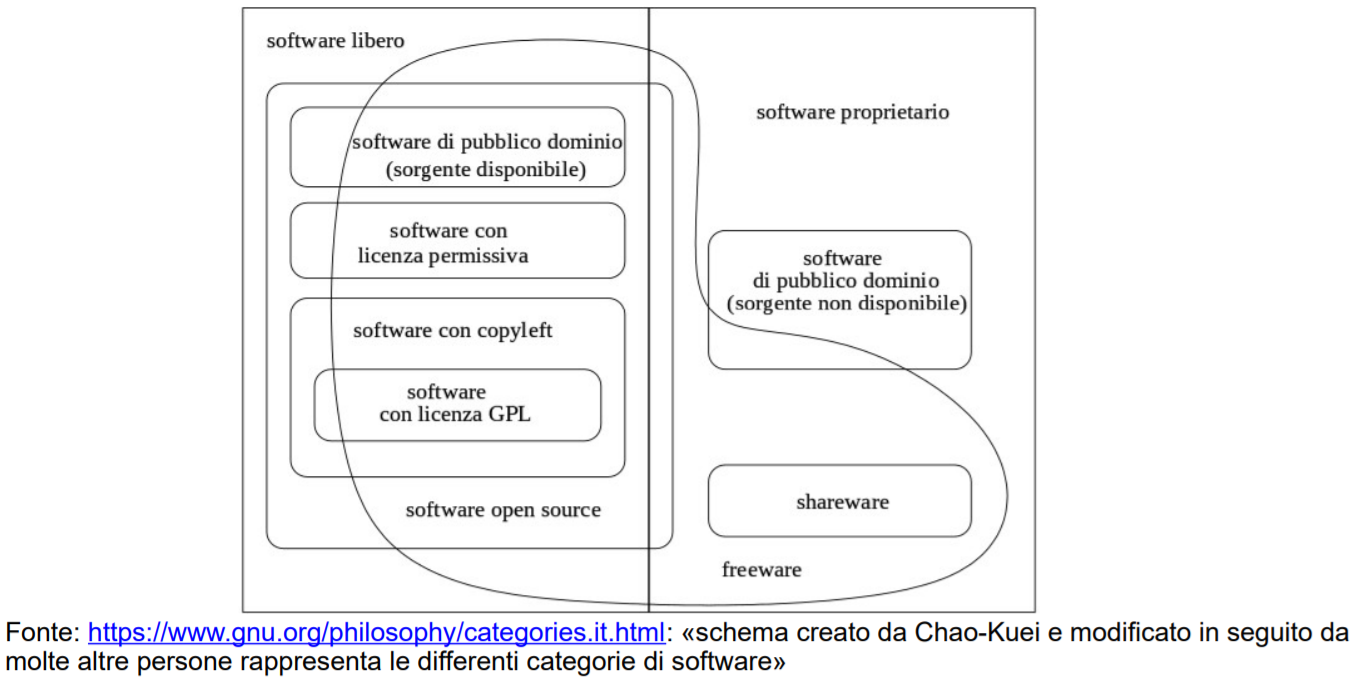 software libero
software proprietario
software di pubblico dominio
(sorgente disponibile)
software con
licenza permissiva
software
di pubblico dominio
(sorgente non disponibile)
software con copyleft
software
con licenza GPL
software open source
shareware
freeware
Fonte: https://www.gnu.org/philosophy/categories.it.html: «schema creato da Chao-Kuei e modificato in seguito da
molte altre persone rappresenta le differenti categorie di software»